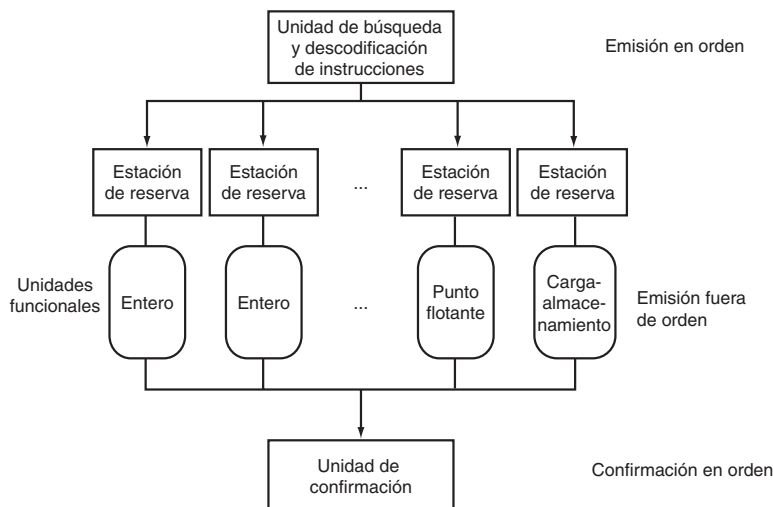 Unidad de búsqueda
y descodificación
de instrucciones
Emisión en orden
Estación
de reserva
Estación
de reserva
...
Estación
de reserva
Estación
de reserva
Unidades
funcionales
Entero
Entero
...
Punto
flotante
Carga-
almace-
namiento
Emisión fuera
de orden
Unidad de
confirmación
Confirmación en orden